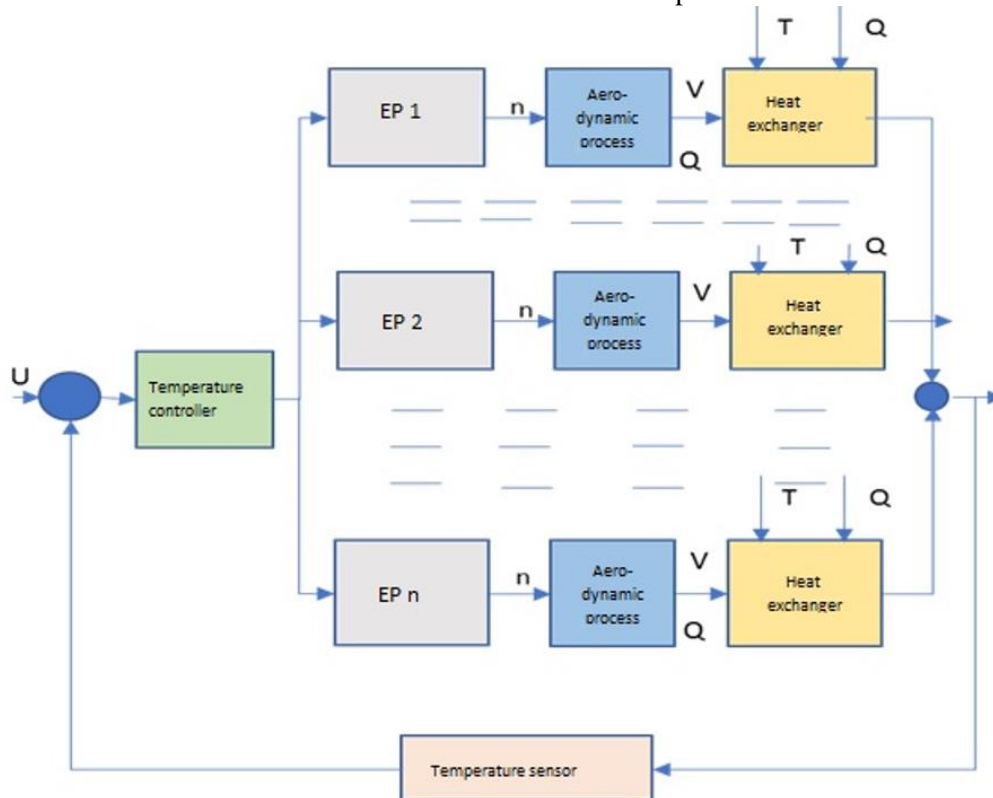 T
Q
EP 1
n
Aero-
dynamic
process
V
Q
Heat
exchanger
T
Q
EP 2
n
Aero-
dynamic
process
V
Heat
exchanger
U
Temperature
controller
T
Q
EP n
n
Aero-
dynamic
process
V
Q
Heat
exchanger
Temperature sensor